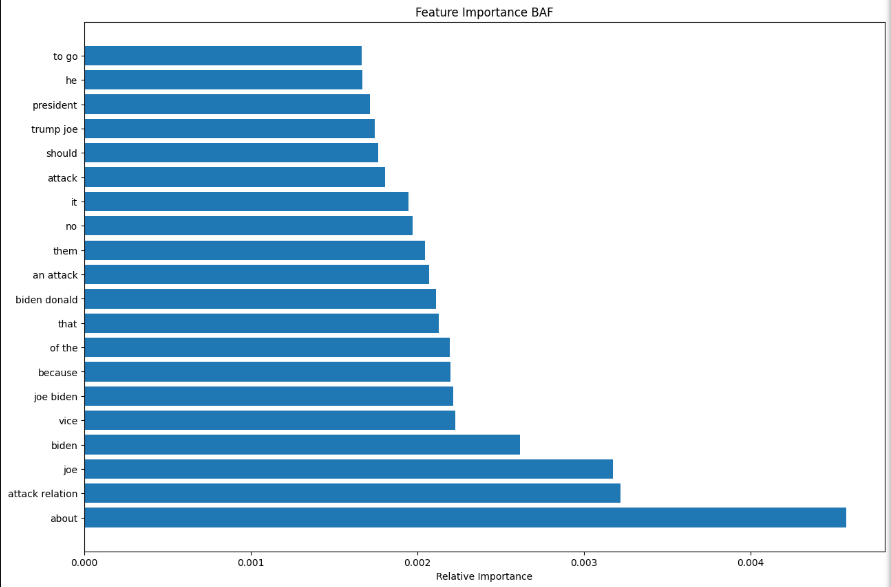 Feature Importance BAF
to go
he
president
trump joe
should
attack
it
no
them
an attack
biden donald
that
of the
because
joe biden
vice
biden
joe
attack relation
about
0.000 0.001 0.002 0.003 0.004
Relative Importance